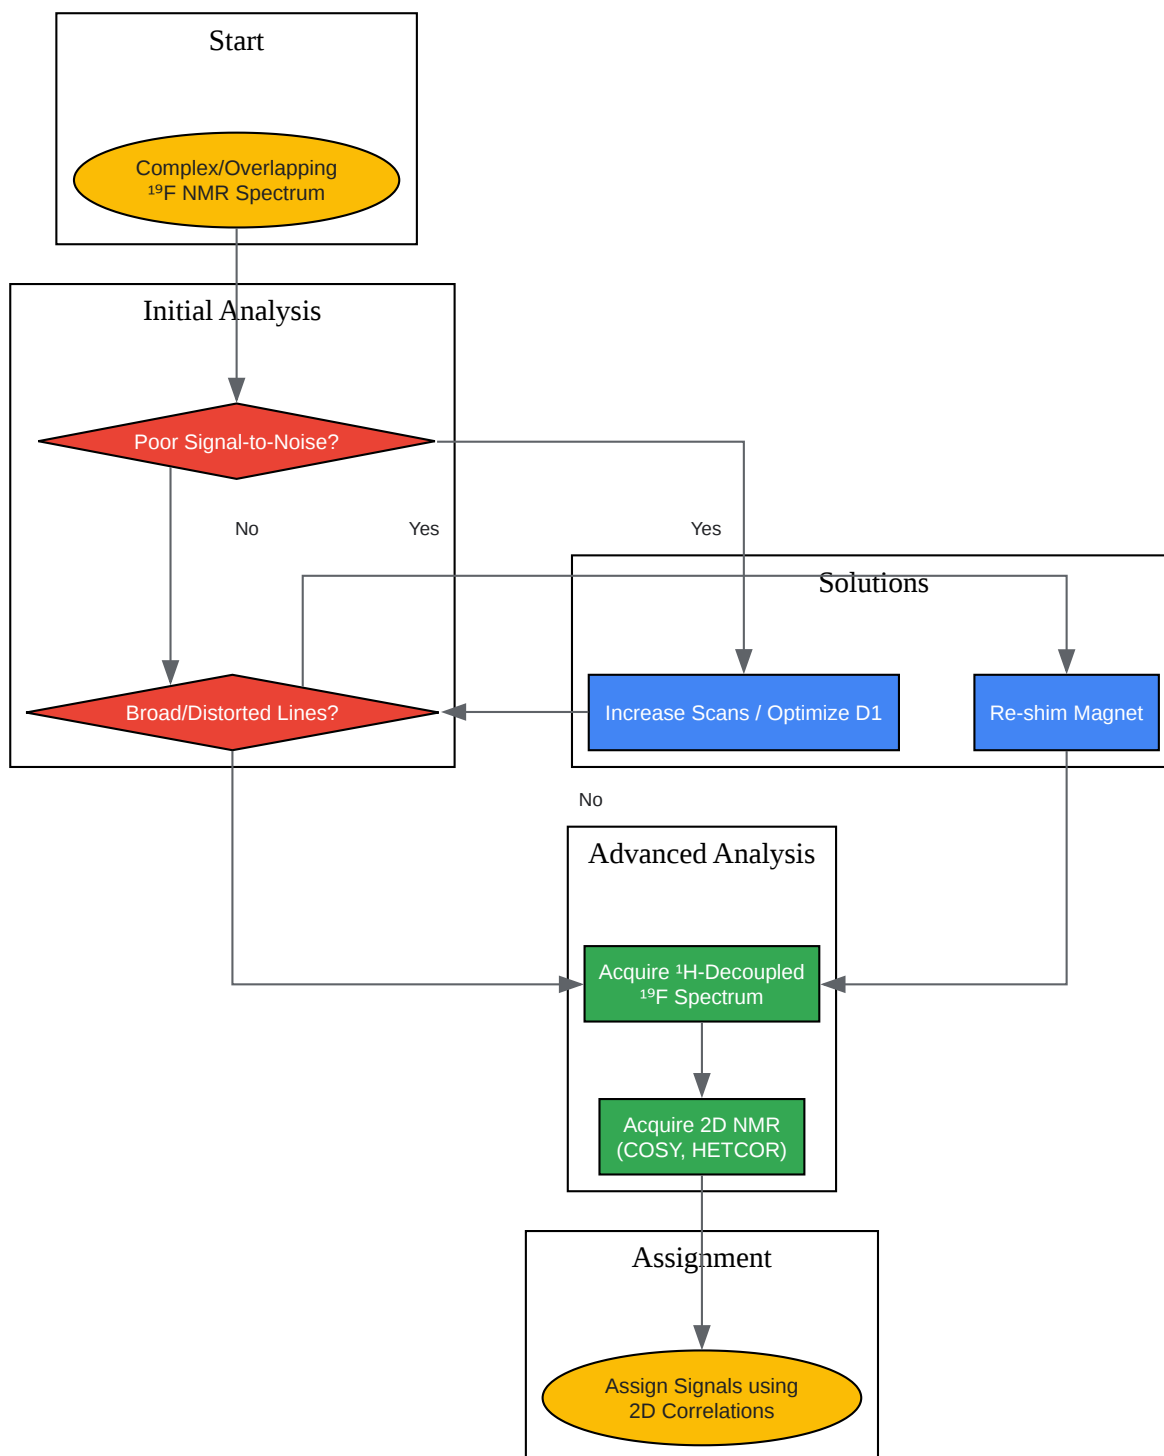 Start
Complex/Overlapping
¹⁹F NMR Spectrum
Initial Analysis
Poor Signal-to-Noise?
No
Yes
Yes
Solutions
Broad/Distorted Lines?
Increase Scans / Optimize D1
Re-shim Magnet
No
Advanced Analysis
Acquire ¹H-Decoupled
¹⁹F Spectrum
Acquire 2D NMR
(COSY, HETCOR)
Assignment
Assign Signals using
2D Correlations